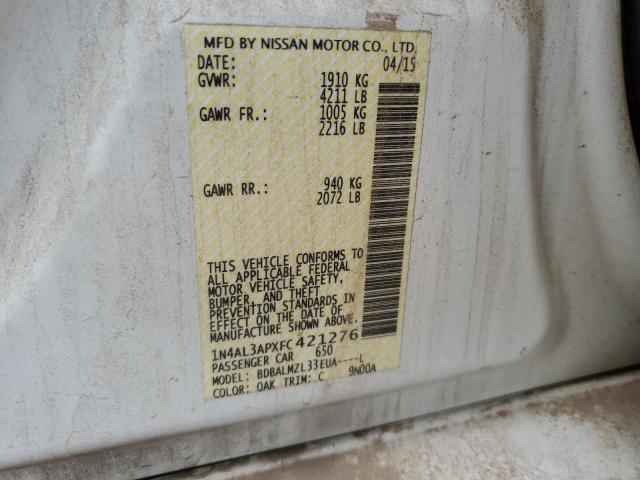 MFD BY NISSAN MOTOR CO., LTD.
DATE: 04/15
GVWR: 1910 KG
4211 LB
GAWR FR.: 1005 KG
2216 LB
GAWR RR.: 940 KG
2072 LB
THIS VEHICLE CONFORMS TO
ALL APPLICABLE FEDERAL
MOTOR VEHICLE SAFETY,
BUMPER, AND THEFT
PREVENTION STANDARDS IN
EFFECT ON THE DATE OF
MANUFACTURE SHOWN ABOVE.
1N4AL3APXFC421276
PASSENGER CAR 650
MODEL: BDBALMZL33EUA----L
COLOR: QAK TRIM: C 9N00A